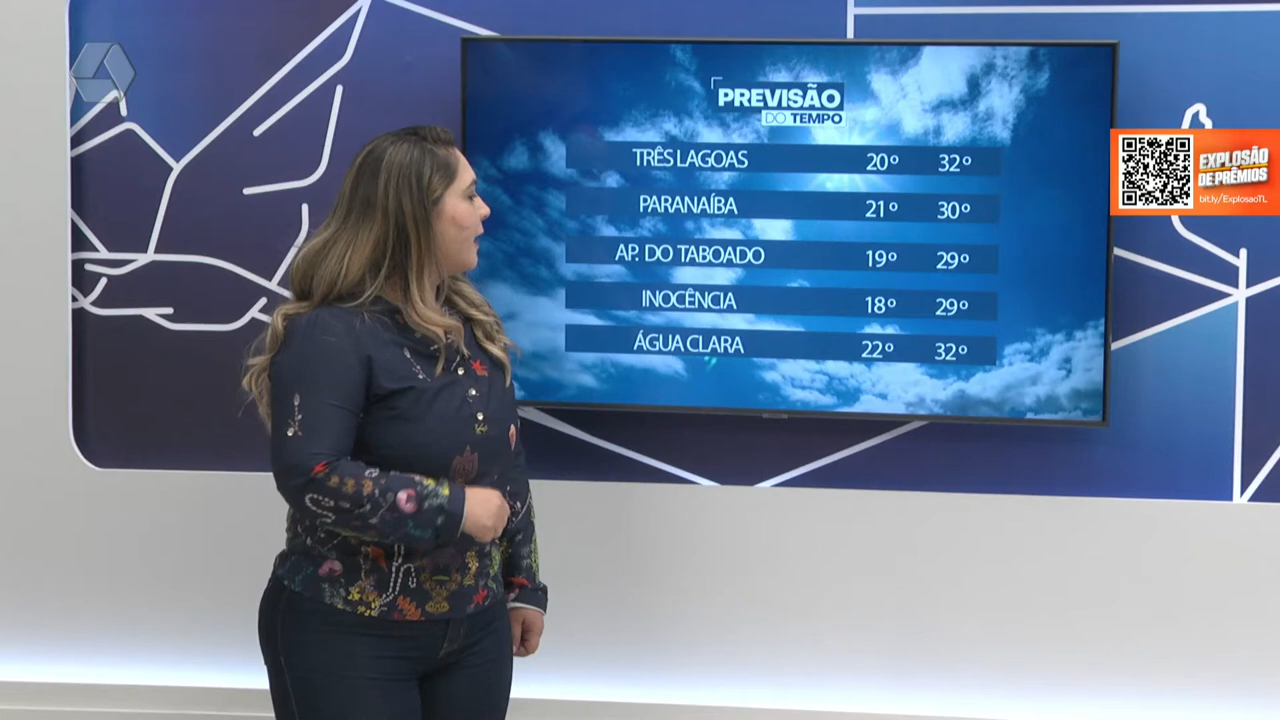 PREVISÃO
DO TEMPO
TRÊS LAGOAS 20º 32º
PARANAÍBA 21º 30º
AP. DO TABOADO 19º 29º
INOCÊNCIA 18º 29º
ÁGUA CLARA 22º 32º
EXPLOSÃO
DE PRÊMIOS
bit.ly/ExplosaoTL